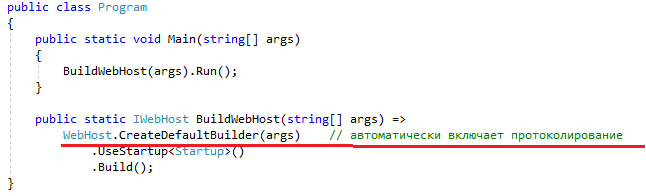 public class Program
{
    public static void Main(string[] args)
    {
        BuildWebHost(args).Run();
    }

    public static IWebHost BuildWebHost(string[] args) =>
        WebHost.CreateDefaultBuilder(args)    // автоматически включает протоколирование
            .UseStartup<Startup>()
            .Build();
}